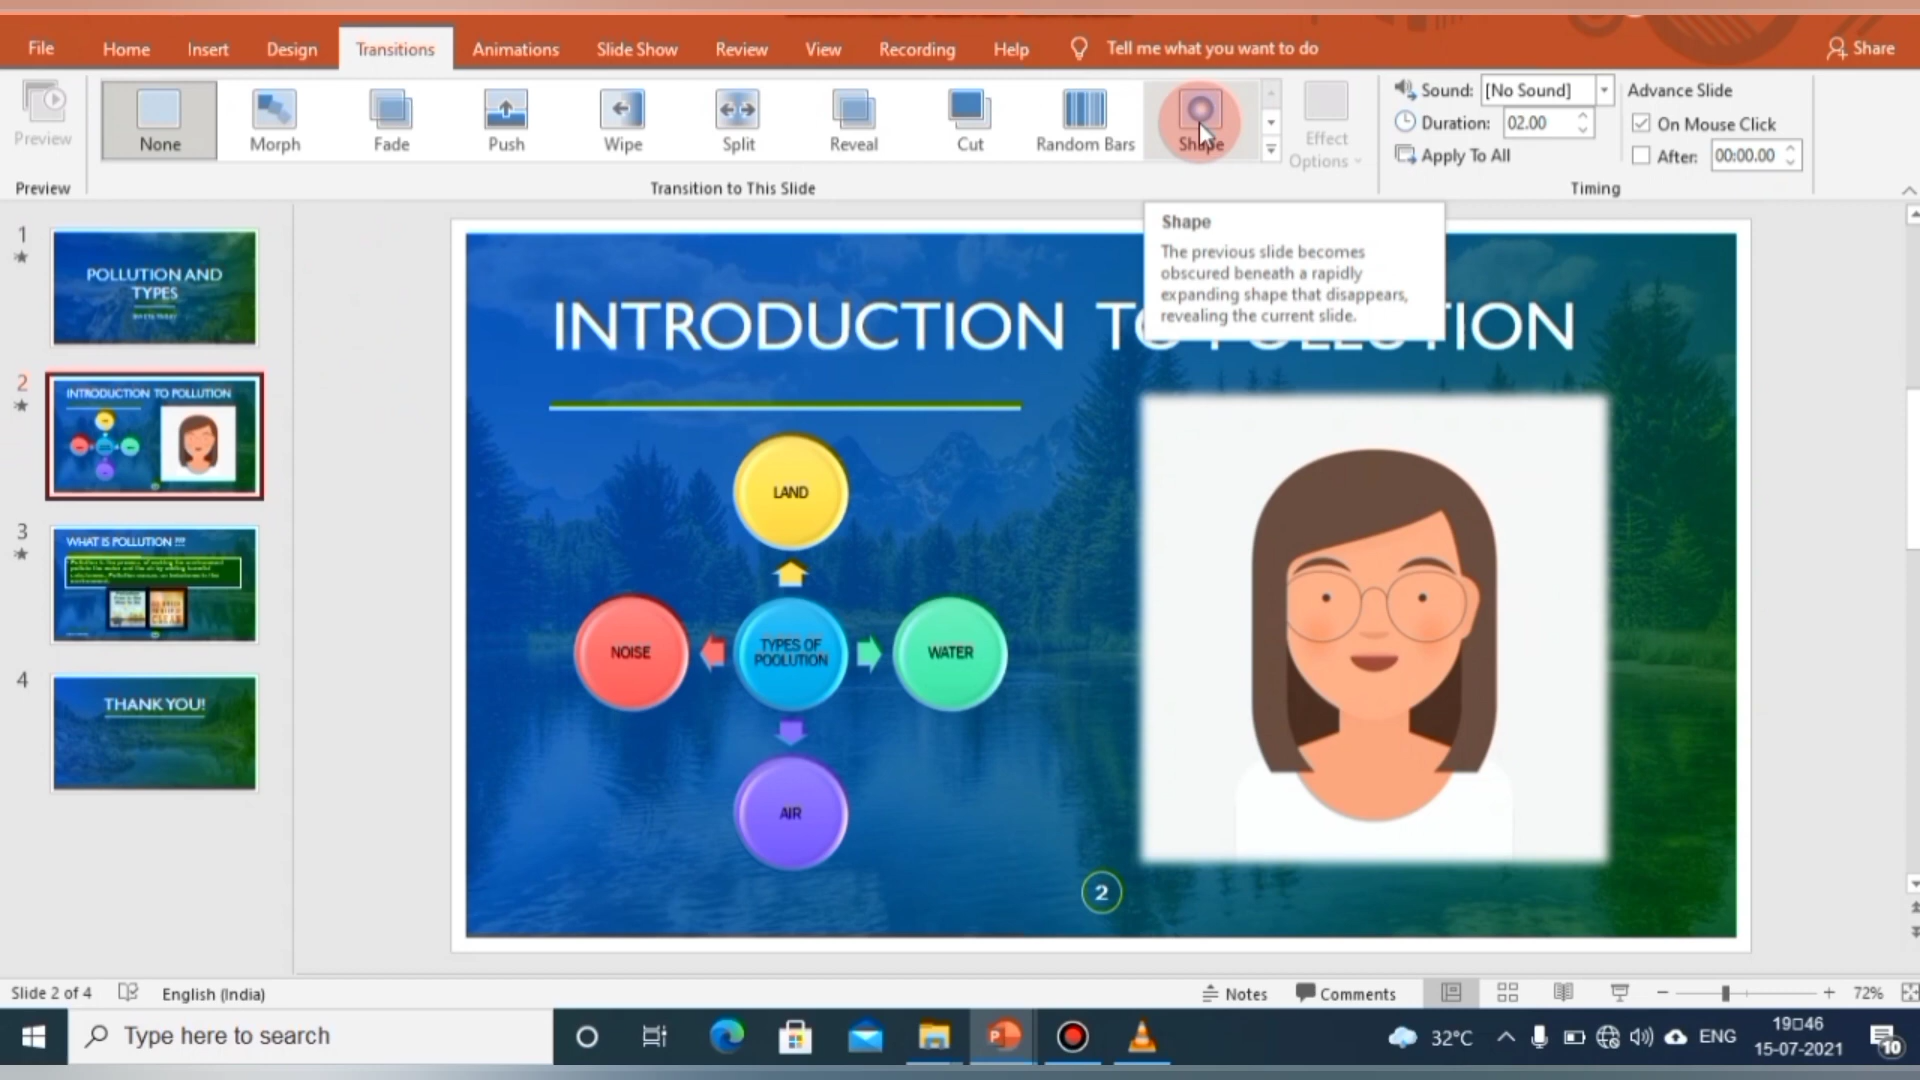 File Home Insert Design Transitions Animations Slide Show Review View Recording Help Tell me what you want to do Share
Preview None Morph Fade Push Wipe Split Reveal Cut Random Bars Shape Effect Options
Sound: [No Sound] Advance Slide
Duration: 02.00 On Mouse Click
Apply To All After: 00:00.00
Preview Transition to This Slide Timing
Shape
The previous slide becomes
obscured beneath a rapidly
expanding shape that disappears,
revealing the current slide.
1
POLLUTION AND
TYPES
2
INTRODUCTION TO POLLUTION
3
WHAT IS POLLUTION !!!
4
THANK YOU!
INTRODUCTION TO POLLUTION
LAND
NOISE
TYPES OF
POOLUTION
WATER
AIR
2
Slide 2 of 4 English (India) Notes Comments 72%
Type here to search 32°C ENG 19□46
15-07-2021
10